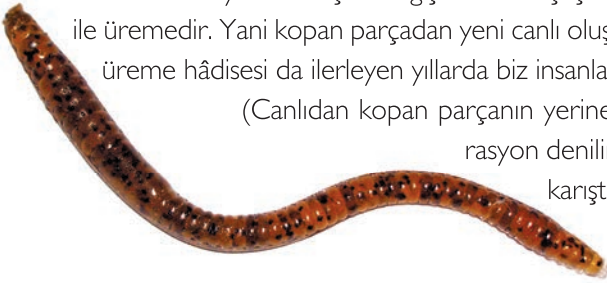 ile üremedir. Yani kopan parçadan yeni canlı oluş
üreme hâdisesi da ilerleyen yıllarda biz insanla
(Canlıdan kopan parçanın yerine
rasyon denili
karışt